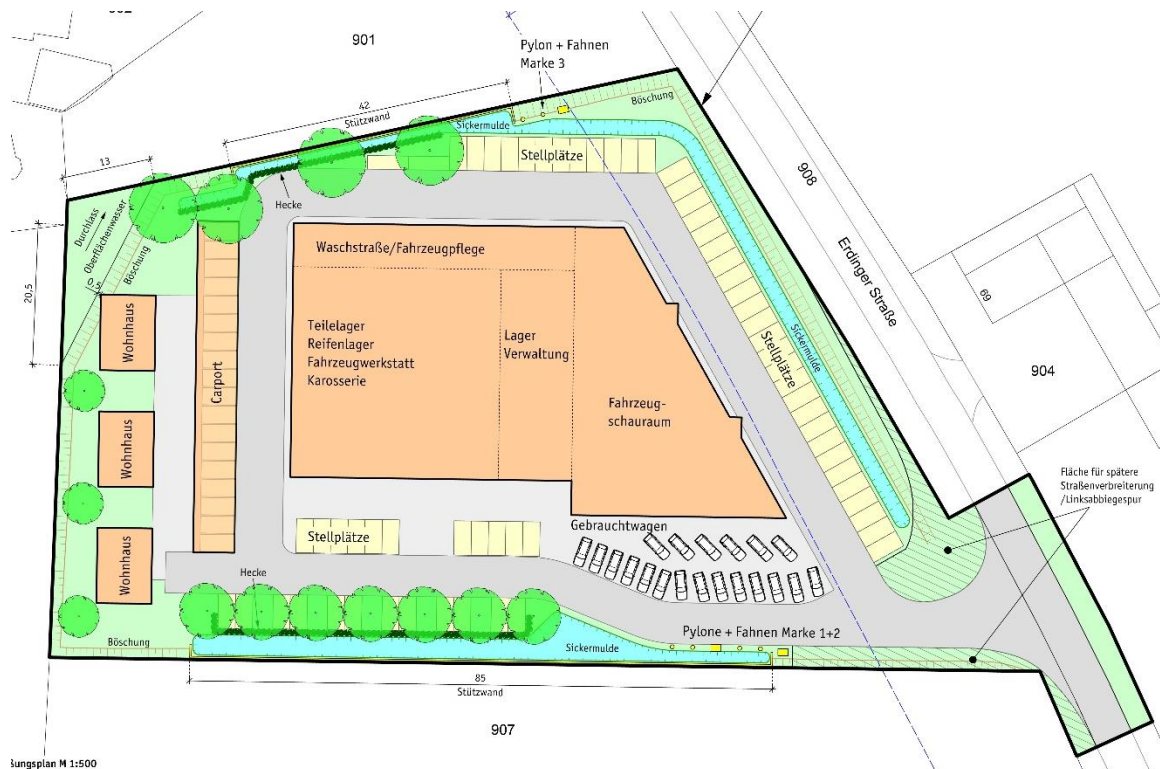 901
Pylon + Fahnen
Marke 3
42
Stützwand
Sickermulde
Böschung
13
Stellplätze
908
Hecke
Durchlass
Oberflächenwasser
Böschung
0,5
20,5
Waschstraße/Fahrzeugpflege
Erdinger Straße
69
Wohnhaus
Teilelager
Reifenlager
Fahrzeugwerkstatt
Karosserie
Lager
Verwaltung
Sickermulde
Stellplätze
904
Carport
Fahrzeug-
schauraum
Wohnhaus
Fläche für spätere
Straßenverbreiterung
/Linksabbiegespur
Gebrauchtwagen
Stellplätze
Wohnhaus
Hecke
Pylone + Fahnen Marke 1+2
Böschung
Sickermulde
85
Stützwand
907
ßungsplan M 1:500